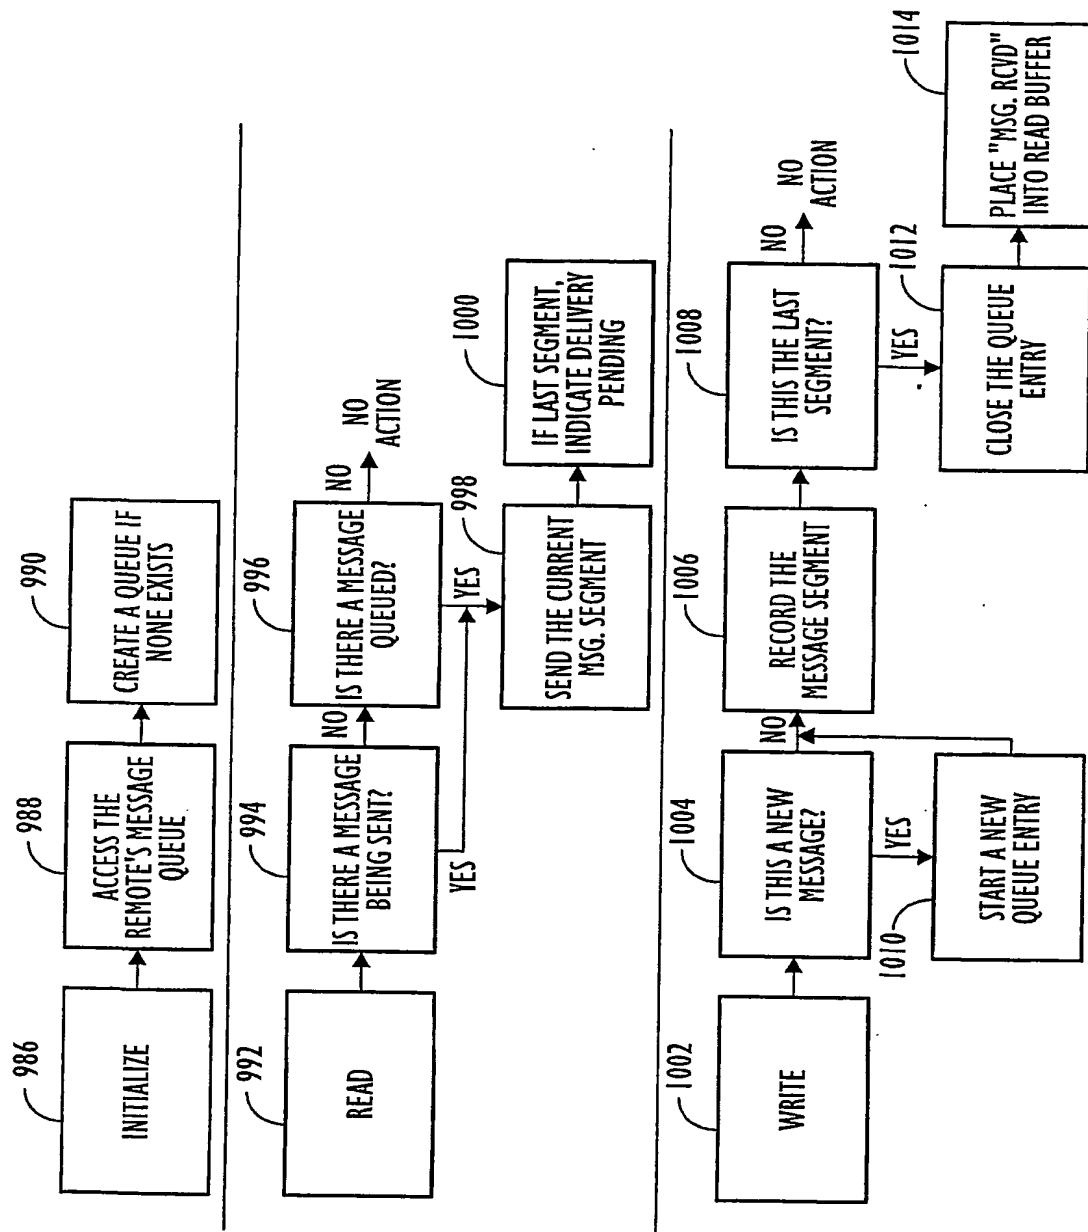 986
INITIALIZE
988
ACCESS THE
REMOTE'S MESSAGE
QUEUE
990
CREATE A QUEUE IF
NONE EXISTS
992
READ
994
IS THERE A MESSAGE
BEING SENT?
NO
YES
996
IS THERE A MESSAGE
QUEUED?
NO
NO
ACTION
YES
998
SEND THE CURRENT
MSG. SEGMENT
1000
IF LAST SEGMENT,
INDICATE DELIVERY
PENDING
1002
WRITE
1004
IS THIS A NEW
MESSAGE?
NO
YES
1010
START A NEW
QUEUE ENTRY
1006
RECORD THE
MESSAGE SEGMENT
1008
IS THIS THE LAST
SEGMENT?
NO
NO
ACTION
YES
1012
CLOSE THE QUEUE
ENTRY
1014
PLACE "MSG. RCVD"
INTO READ BUFFER